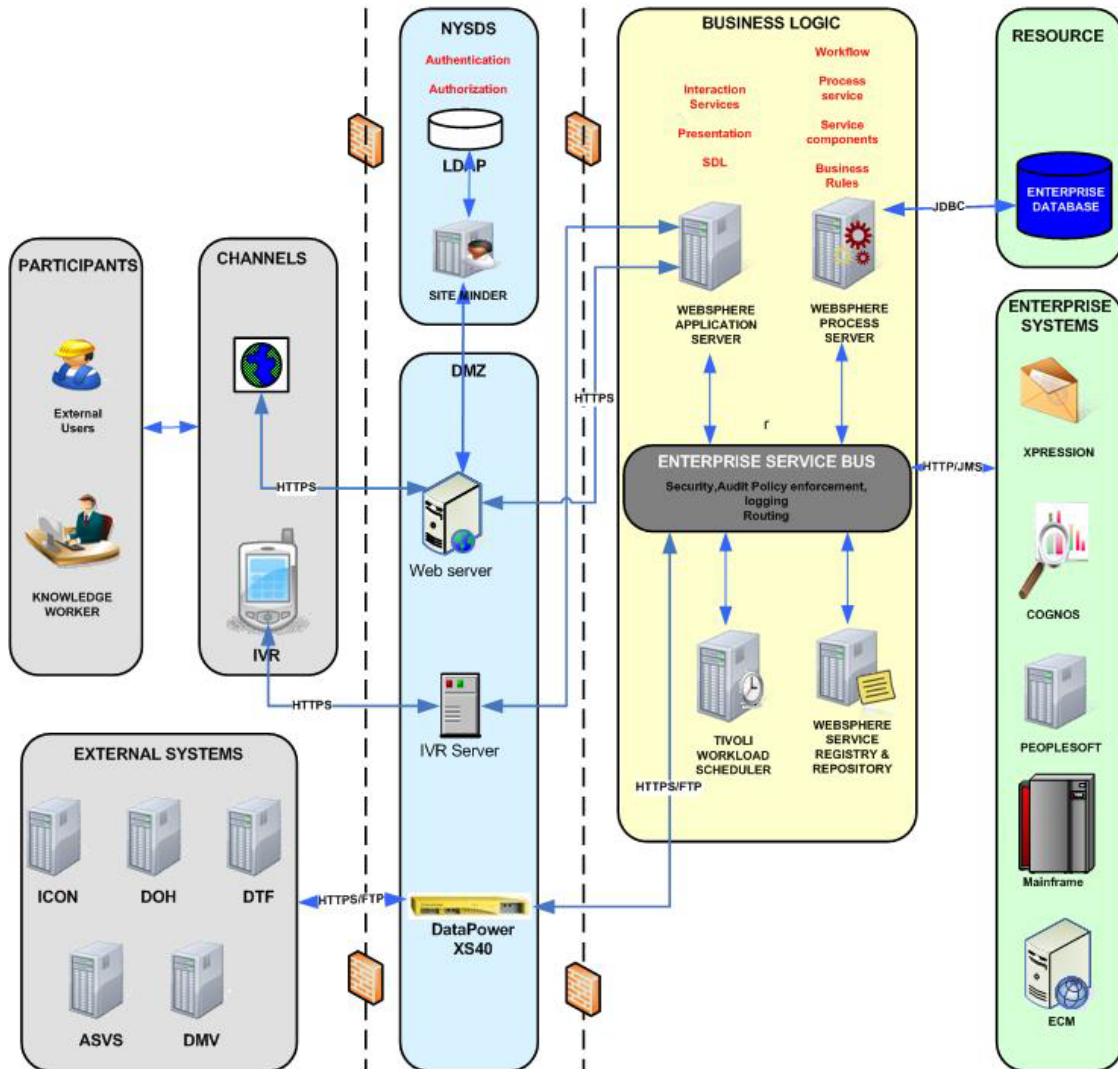 NYSDS
Authentication
Authorization
LDAP
SITE MINDER
BUSINESS LOGIC
Interaction
Services
Presentation
SDL
Workflow
Process
service
Service
components
Business
Rules
WEBSPHERE
APPLICATION
SERVER
WEBSPHERE
PROCESS
SERVER
JDBC
RESOURCE
ENTERPRISE
DATABASE
PARTICIPANTS
External
Users
KNOWLEDGE
WORKER
CHANNELS
IVR
HTTPS
HTTPS
DMZ
Web server
IVR Server
DataPower
XS40
HTTPS
r
ENTERPRISE SERVICE BUS
Security,Audit Policy enforcement,
logging
Routing
HTTP/JMS
TIVOLI
WORKLOAD
SCHEDULER
WEBSPHERE
SERVICE
REGISTRY &
REPOSITORY
HTTPS/FTP
ENTERPRISE
SYSTEMS
XPRESSION
COGNOS
PEOPLESOFT
Mainframe
ECM
EXTERNAL SYSTEMS
ICON
DOH
DTF
ASVS
DMV
HTTPS/FTP